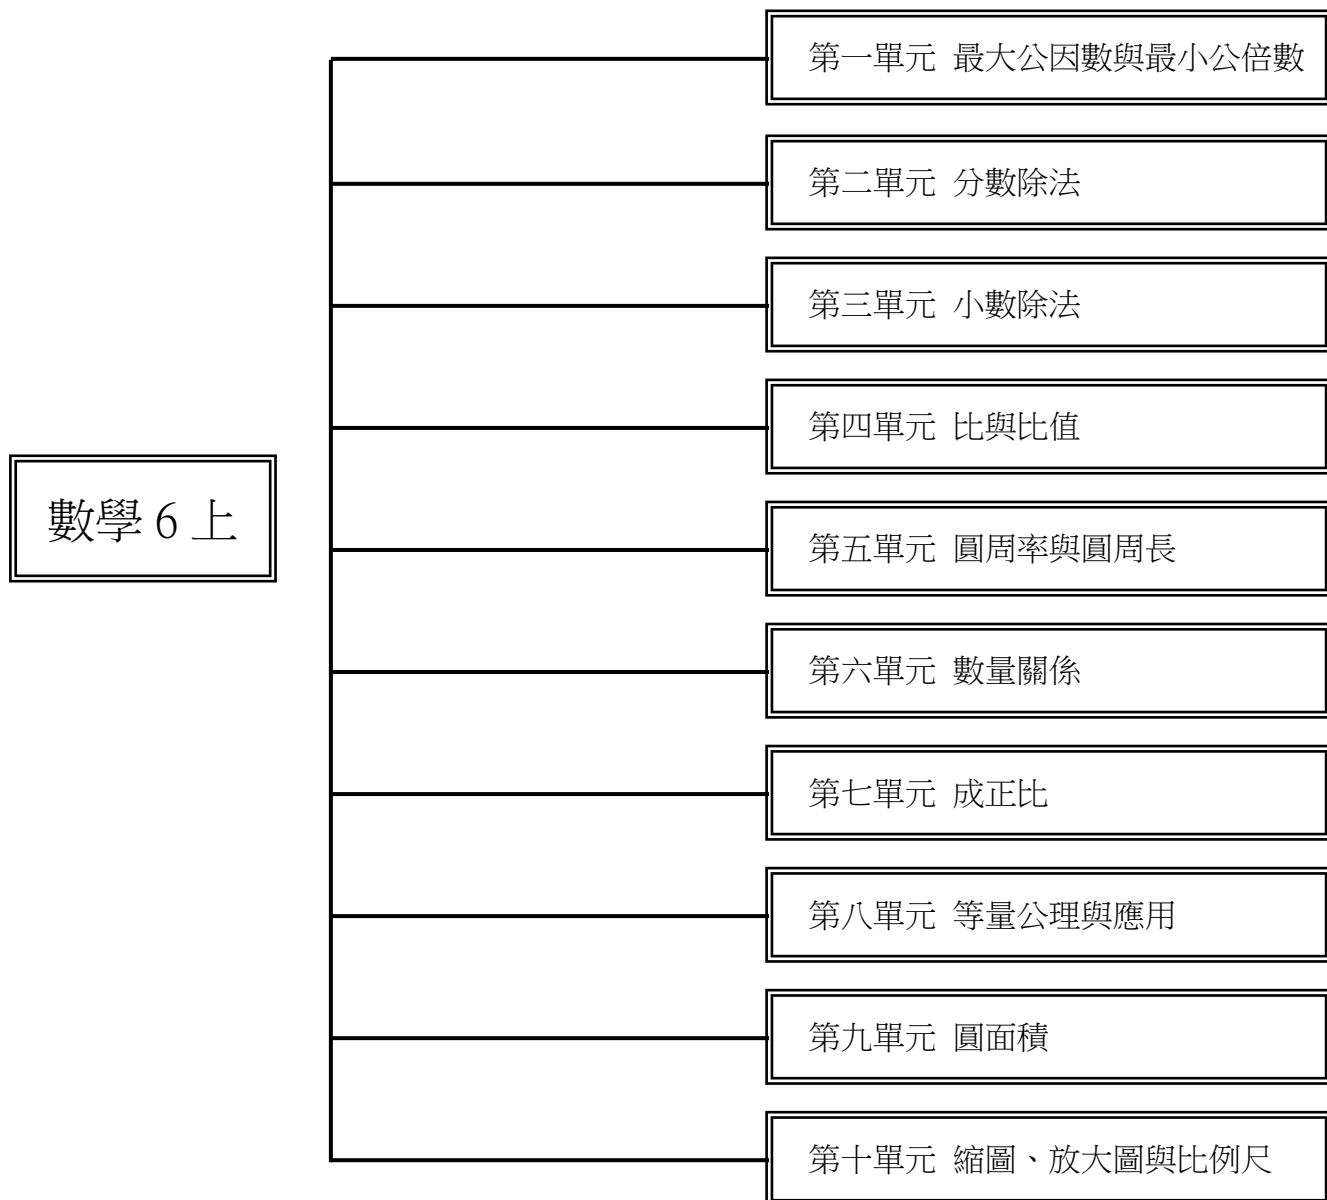 第一單元 最大公因數與最小公倍數
第二單元 分數除法
第三單元 小數除法
第四單元 比與比值
數學 6 上
第五單元 圓周率與圓周長
第六單元 數量關係
第七單元 成正比
第八單元 等量公理與應用
第九單元 圓面積
第十單元 縮圖、放大圖與比例尺